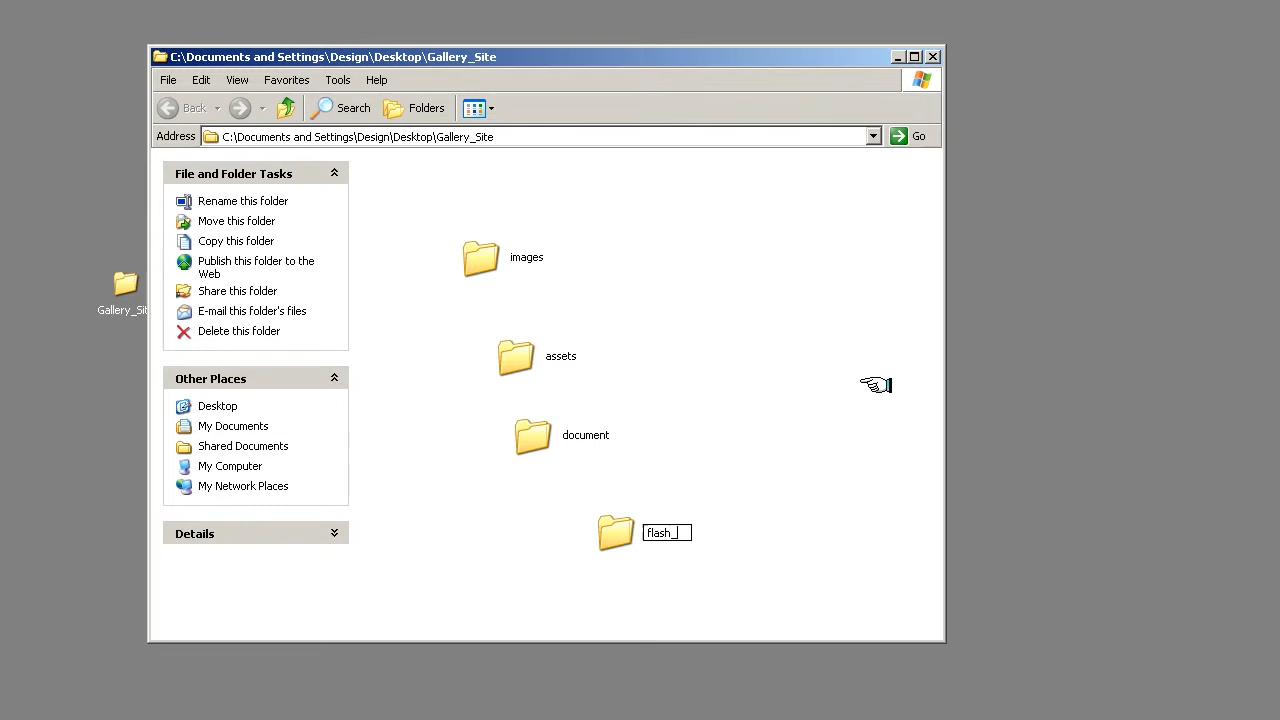 C:\Documents and Settings\Design\Desktop\Gallery_Site
File Edit View Favorites Tools Help
Back Search Folders
Address C:\Documents and Settings\Design\Desktop\Gallery_Site Go
File and Folder Tasks
Rename this folder
Move this folder
Copy this folder
Publish this folder to the
Web
Share this folder
E-mail this folder's files
Delete this folder
Other Places
Desktop
My Documents
Shared Documents
My Computer
My Network Places
Details
Gallery_Sit
images
assets
document
flash_